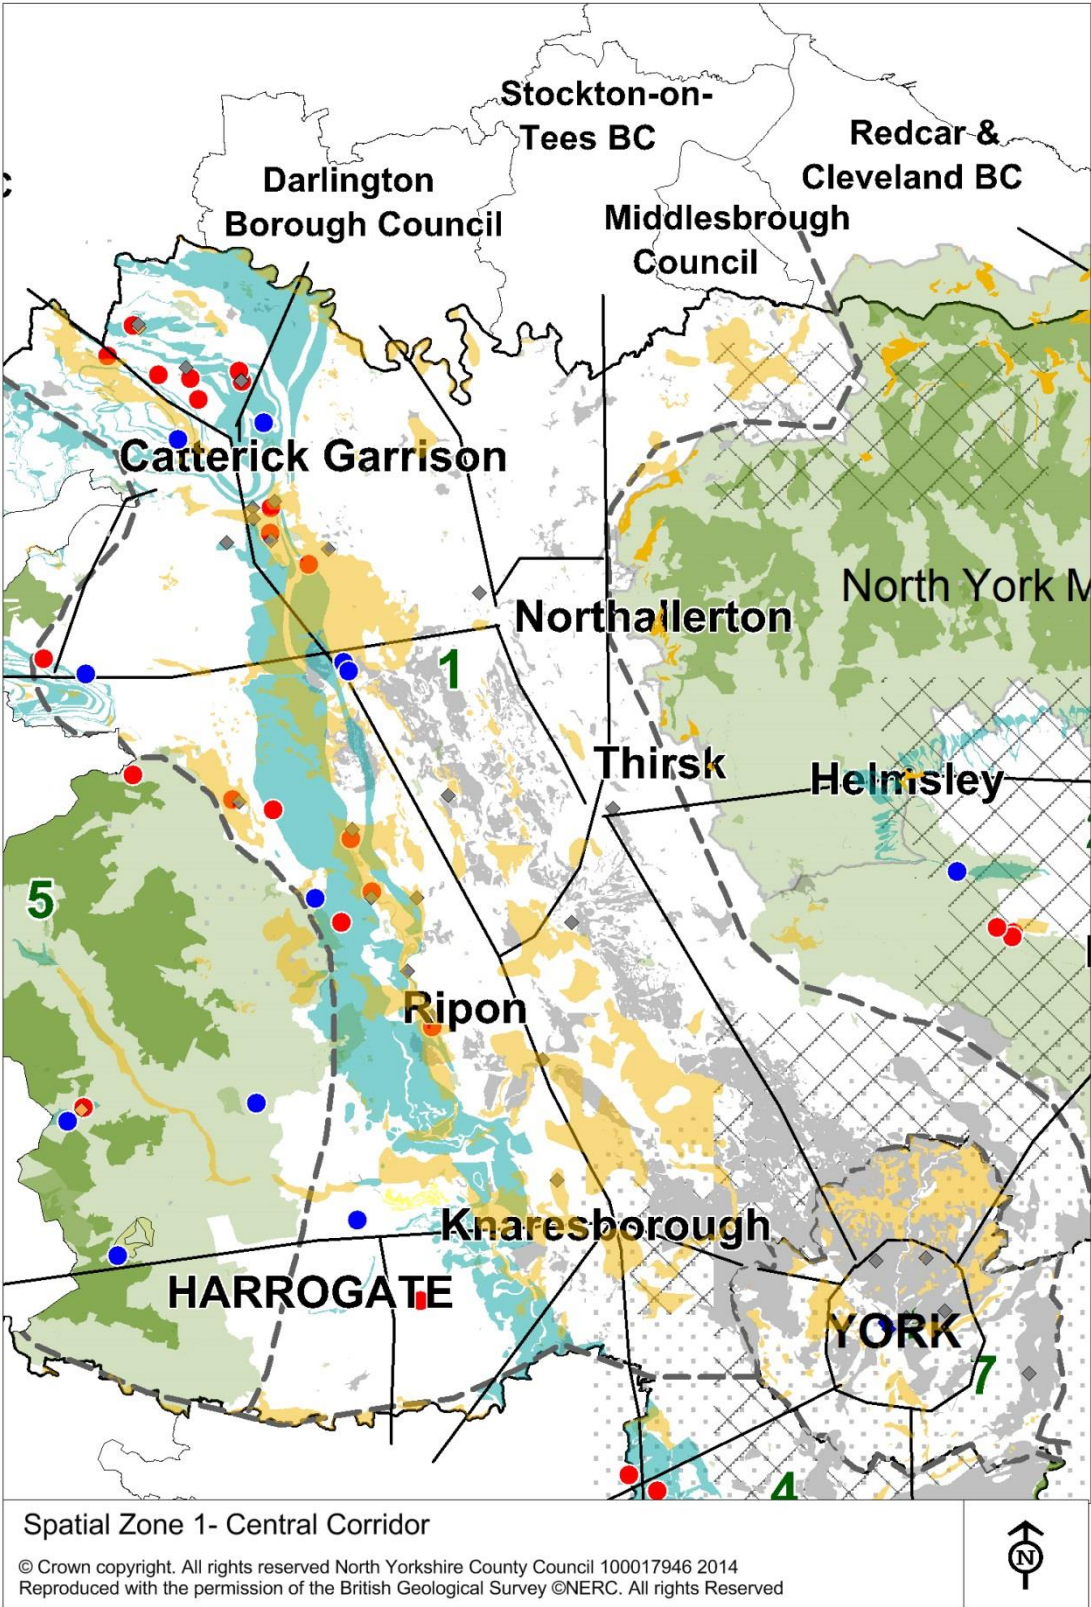 Stockton-on-
Tees BC
Redcar &
Cleveland BC
Darlington
Borough Council
Middlesbrough
Council
Catterick Garrison
North York M
Northallerton
1
Thirsk
Helmsley
5
Ripon
Knaresborough
HARROGATE
YORK
7
4
Spatial Zone 1- Central Corridor
© Crown copyright. All rights reserved North Yorkshire County Council 100017946 2014
Reproduced with the permission of the British Geological Survey ©NERC. All rights Reserved
N